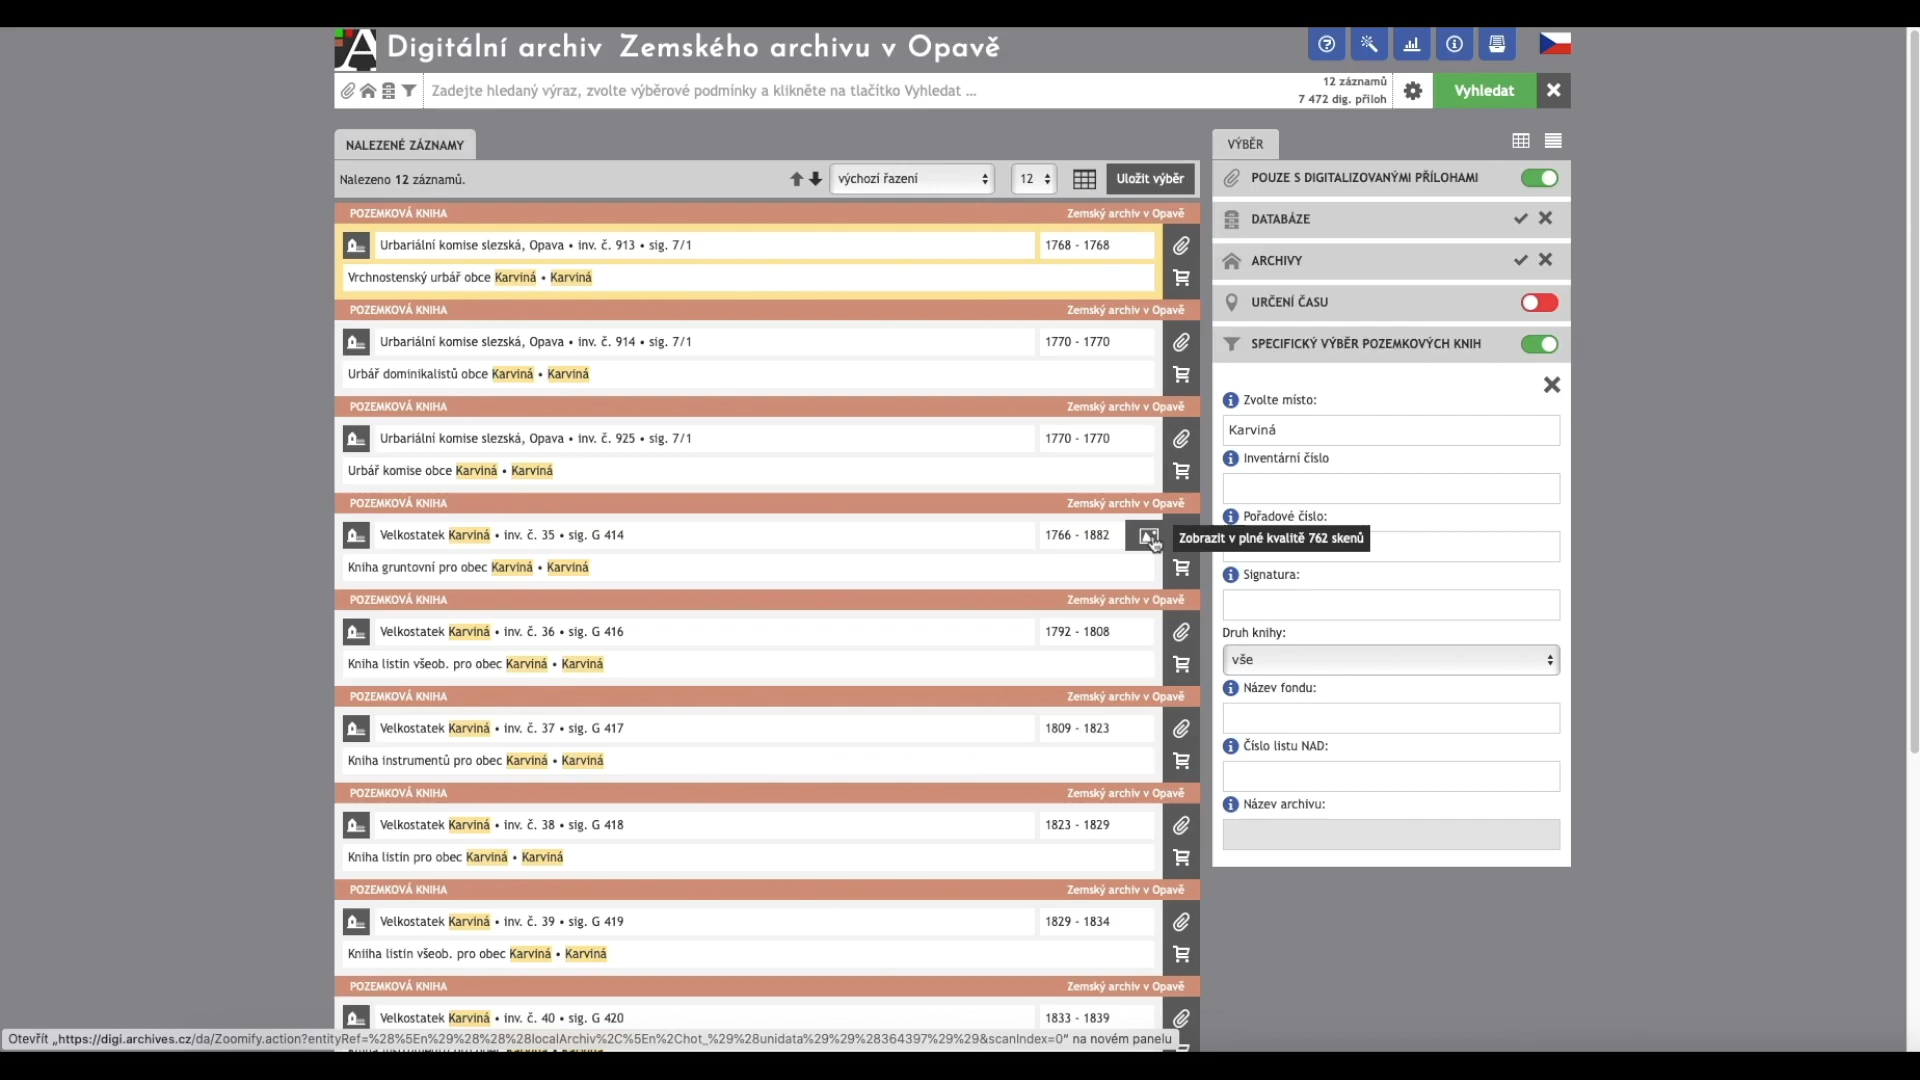 Digitální archiv Zemského archivu v Opavě
Zadejte hledaný výraz, zvolte výběrové podmínky a klikněte na tlačítko Vyhledat ...
12 záznamů
7 472 dig. příloh
Vyhledat
NALEZENÉ ZÁZNAMY
Nalezeno 12 záznamů.
výchozí řazení
12
Uložit výběr
POZEMKOVÁ KNIHA Zemský archiv v Opavě
Urbariální komise slezská, Opava • inv. č. 913 • sig. 7/1 1768 - 1768
Vrchnostenský urbář obce Karviná • Karviná
POZEMKOVÁ KNIHA Zemský archiv v Opavě
Urbariální komise slezská, Opava • inv. č. 914 • sig. 7/1 1770 - 1770
Urbář dominikalistů obce Karviná • Karviná
POZEMKOVÁ KNIHA Zemský archiv v Opavě
Urbariální komise slezská, Opava • inv. č. 925 • sig. 7/1 1770 - 1770
Urbář komise obce Karviná • Karviná
POZEMKOVÁ KNIHA Zemský archiv v Opavě
Velkostatek Karviná • inv. č. 35 • sig. G 414 1766 - 1882
Zobrazit v plné kvalitě 762 skenů
Kniha gruntovní pro obec Karviná • Karviná
POZEMKOVÁ KNIHA Zemský archiv v Opavě
Velkostatek Karviná • inv. č. 36 • sig. G 416 1792 - 1808
Kniha listin všeob. pro obec Karviná • Karviná
POZEMKOVÁ KNIHA Zemský archiv v Opavě
Velkostatek Karviná • inv. č. 37 • sig. G 417 1809 - 1823
Kniha instrumentů pro obec Karviná • Karviná
POZEMKOVÁ KNIHA Zemský archiv v Opavě
Velkostatek Karviná • inv. č. 38 • sig. G 418 1823 - 1829
Kniha listin pro obec Karviná • Karviná
POZEMKOVÁ KNIHA Zemský archiv v Opavě
Velkostatek Karviná • inv. č. 39 • sig. G 419 1829 - 1834
Kniiha listin všeob. pro obec Karviná • Karviná
POZEMKOVÁ KNIHA Zemský archiv v Opavě
Velkostatek Karviná • inv. č. 40 • sig. G 420 1833 - 1839
VÝBĚR
POUZE S DIGITALIZOVANÝMI PŘÍLOHAMI
DATABÁZE
ARCHIVY
URČENÍ ČASU
SPECIFICKÝ VÝBĚR POZEMKOVÝCH KNIH
Zvolte místo:
Karviná
Inventární číslo
Pořadové číslo:
Signatura:
Druh knihy:
vše
Název fondu:
Číslo listu NAD:
Název archivu:
Otevřít „https://digi.archives.cz/da/Zoomify.action?entityRef=%28%5En%29%28%28%28localArchiv%2C%5En%2Chot_%29%28unidata%29%29%28364397%29%29&scanIndex=0“ na novém panelu